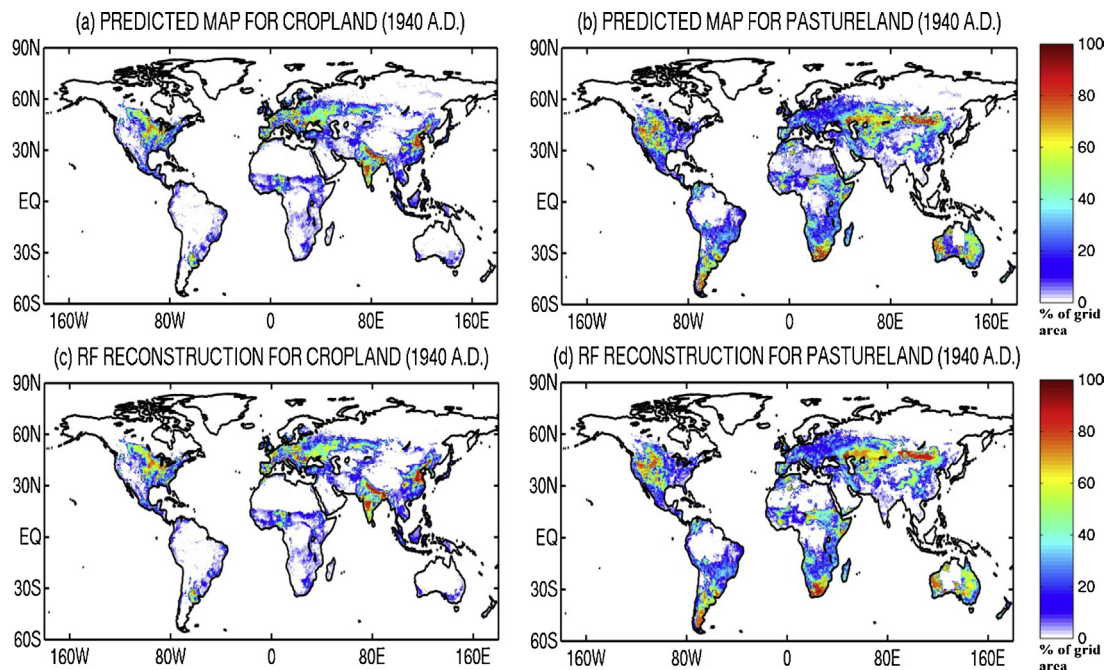 (a) PREDICTED MAP FOR CROPLAND (1940 A.D.)
(b) PREDICTED MAP FOR PASTURELAND (1940 A.D.)
90N
60N
30N
EQ
30S
60S
160W 80W 0 80E 160E
90N
60N
30N
EQ
30S
60S
160W 80W 0 80E 160E
100
80
60
40
20
0
% of grid
area
(c) RF RECONSTRUCTION FOR CROPLAND (1940 A.D.)
(d) RF RECONSTRUCTION FOR PASTURELAND (1940 A.D.)
90N
60N
30N
EQ
30S
60S
160W 80W 0 80E 160E
90N
60N
30N
EQ
30S
60S
160W 80W 0 80E 160E
100
80
60
40
20
0
% of grid
area